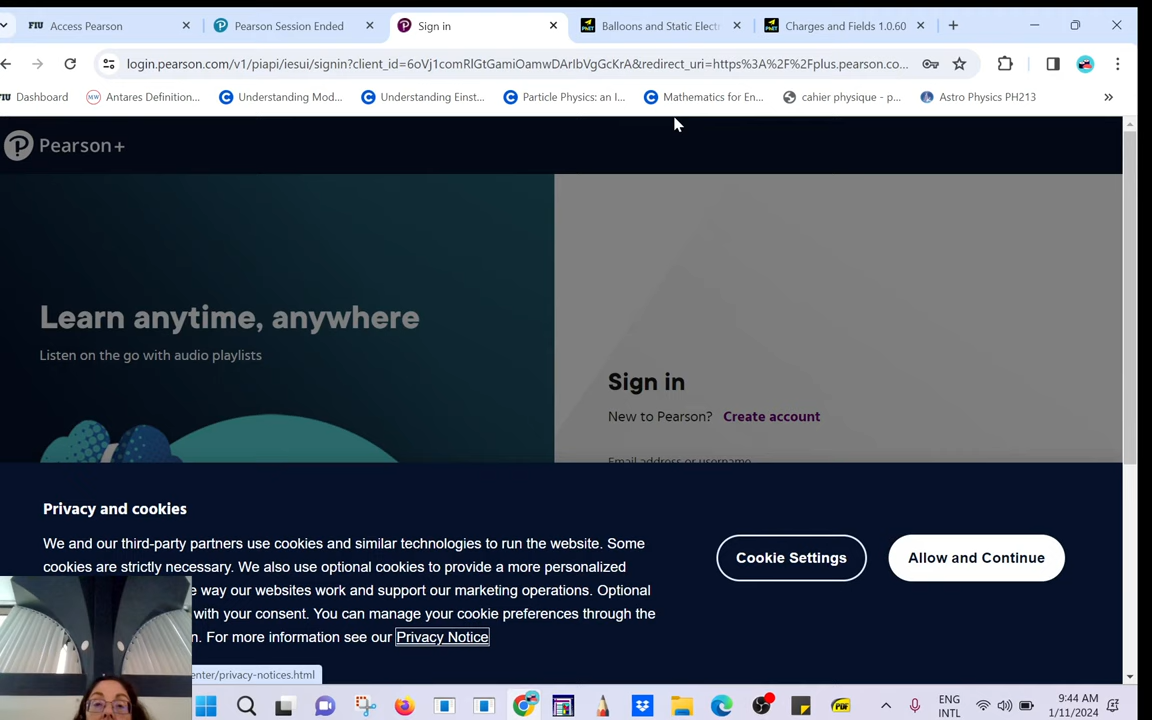 FIU Access Pearson
Pearson Session Ended
Sign in
Balloons and Static Elect
Charges and Fields 1.0.60
login.pearson.com/v1/piapi/iesui/signin?client_id=6oVj1comRlGtGamiOamwDArIbVgGcKrA&redirect_uri=https%3A%2F%2Fplus.pearson.co...
FIU Dashboard
Antares Definition...
Understanding Mod...
Understanding Einst...
Particle Physics: an I...
Mathematics for En...
cahier physique - p...
Astro Physics PH213
Pearson+
Learn anytime, anywhere
Listen on the go with audio playlists
Sign in
New to Pearson? Create account
Email address or username
Privacy and cookies
We and our third-party partners use cookies and similar technologies to run the website. Some
cookies are strictly necessary. We also use optional cookies to provide a more personalized
way our websites work and support our marketing operations. Optional
with your consent. You can manage your cookie preferences through the
n. For more information see our Privacy Notice
Cookie Settings
Allow and Continue
enter/privacy-notices.html
ENG
INTL
9:44 AM
1/11/2024